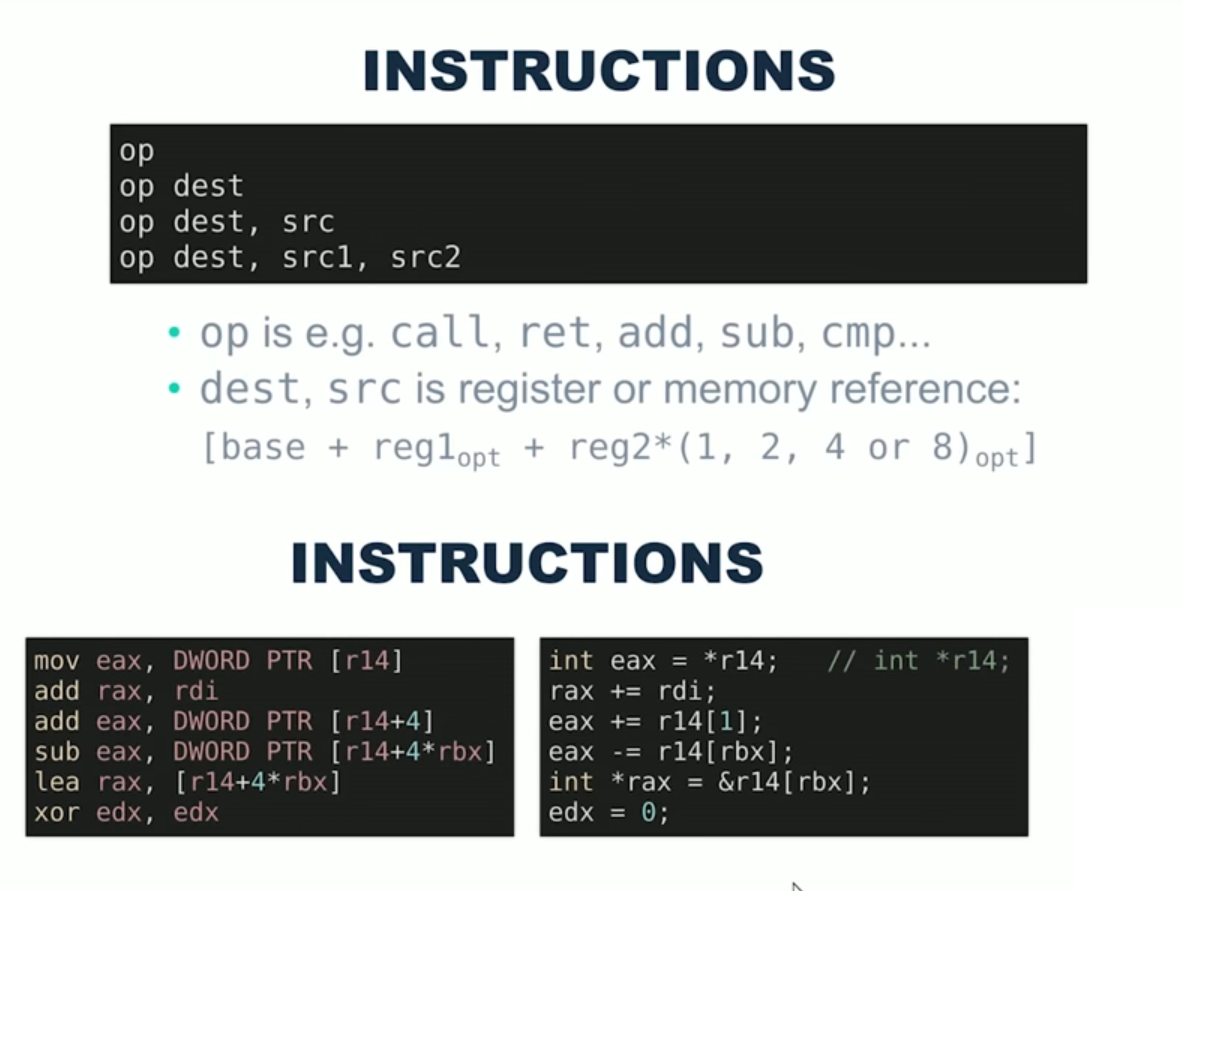 INSTRUCTIONS
op
op dest
op dest, src
op dest, src1, src2
• op is e.g. call, ret, add, sub, cmp...
• dest, src is register or memory reference:
[base + reg1opt + reg2*(1, 2, 4 or 8)opt]
INSTRUCTIONS
mov eax, DWORD PTR [r14]
add rax, rdi
add eax, DWORD PTR [r14+4]
sub eax, DWORD PTR [r14+4*rbx]
lea rax, [r14+4*rbx]
xor edx, edx
int eax = *r14; // int *r14;
rax += rdi;
eax += r14[1];
eax -= r14[rbx];
int *rax = &r14[rbx];
edx = 0;